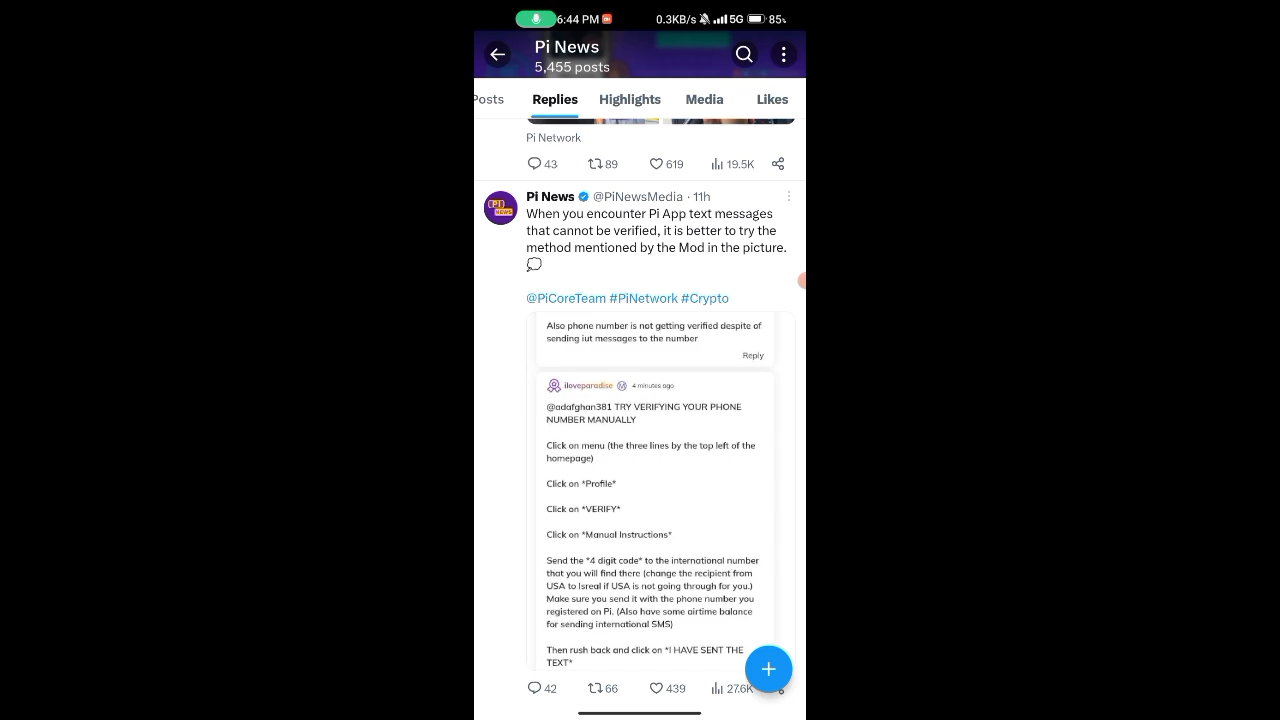 6:44 PM
0.3KB/s 5G 85%
Pi News
5,455 posts
Posts Replies Highlights Media Likes
Pi Network
43 89 619 19.5K
Pi News @PiNewsMedia · 11h
PI
NEWS
When you encounter Pi App text messages
that cannot be verified, it is better to try the
method mentioned by the Mod in the picture.
@PiCoreTeam #PiNetwork #Crypto
Also phone number is not getting verified despite of
sending iut messages to the number
Reply
iloveparadise M 4 minutes ago
@adafghan381 TRY VERIFYING YOUR PHONE
NUMBER MANUALLY
Click on menu (the three lines by the top left of the
homepage)
Click on *Profile*
Click on *VERIFY*
Click on *Manual Instructions*
Send the *4 digit code* to the international number
that you will find there (change the recipient from
USA to Isreal if USA is not going through for you.)
Make sure you send it with the phone number you
registered on Pi. (Also have some airtime balance
for sending international SMS)
Then rush back and click on *I HAVE SENT THE
TEXT*
42 66 439 27.6K